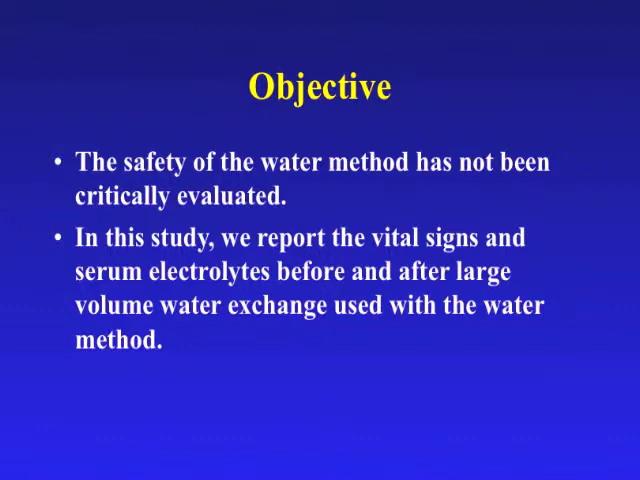 Objective
• The safety of the water method has not been
critically evaluated.
• In this study, we report the vital signs and
serum electrolytes before and after large
volume water exchange used with the water
method.